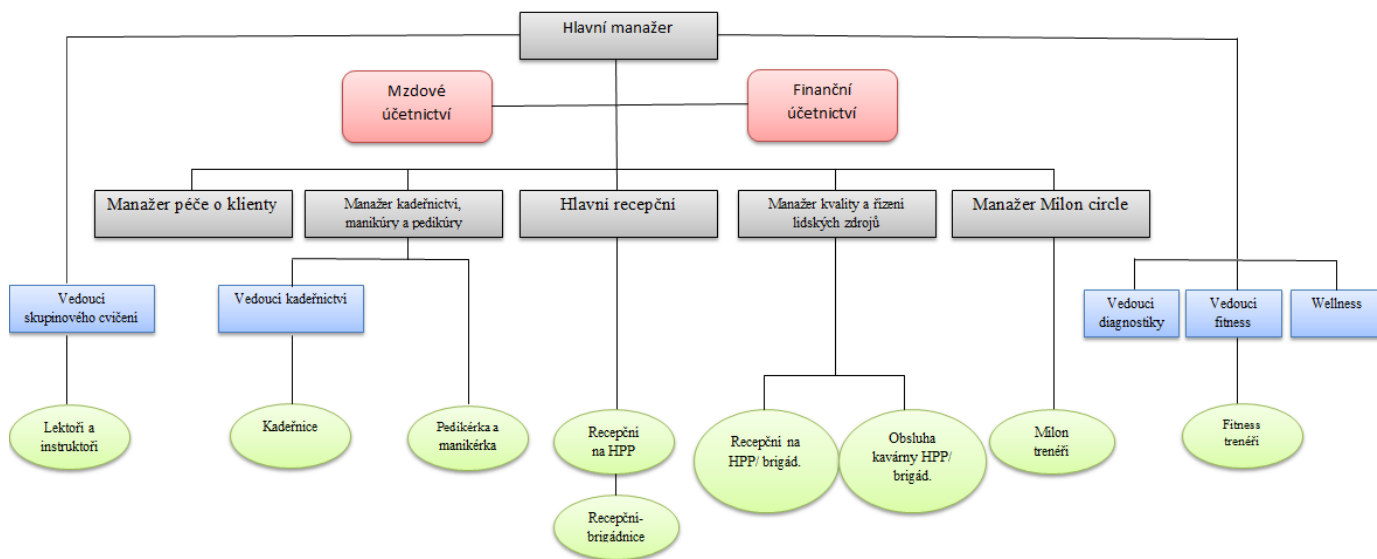 Hlavní manažer
Mzdové
účetnictví
Finanční
účetnictví
Manažer péče o klienty
Manažer kadeřnictví,
manikúry a pedikúry
Hlavní recepční
Manažer kvality a řízení
lidských zdrojů
Manažer Milon circle
Vedoucí
skupinového cvičení
Vedoucí kadeřnictví
Vedoucí
diagnostiky
Vedoucí
fitness
Wellness
Lektoři a
instruktoři
Kadeřnice
Pedikérka a
manikérka
Recepční
na HPP
Recepční na
HPP/ brigád.
Obsluha
kavárny HPP/
brigád.
Milon
trenéři
Fitness
trenéři
Recepční-
brigádnice